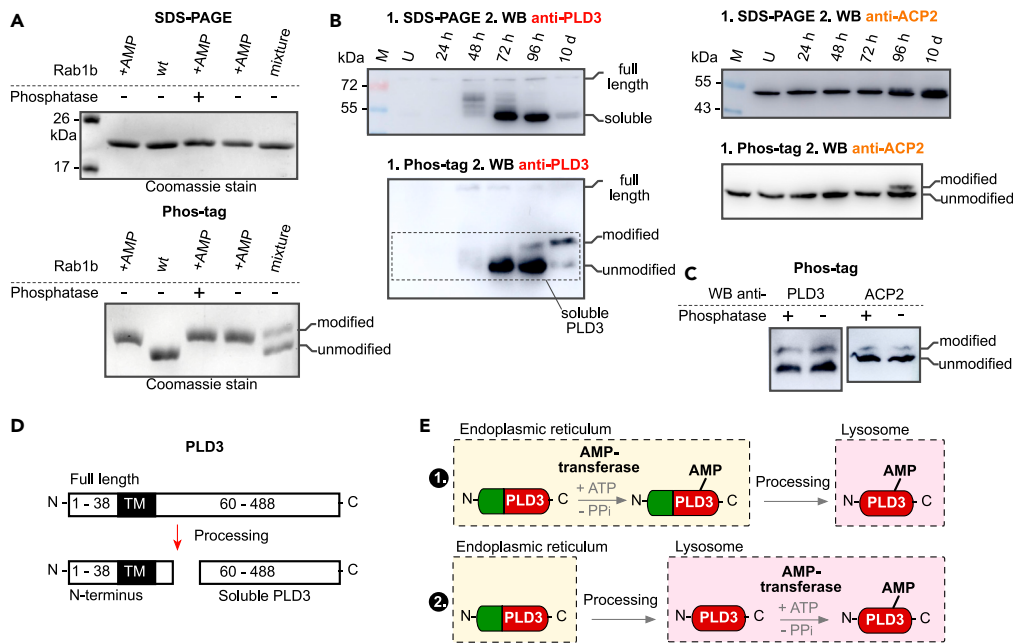 A
SDS-PAGE
Rab1b +AMP wt +AMP +AMP mixture
Phosphatase - - + - -
26
kDa
17
Coomassie stain
Phos-tag
Rab1b +AMP wt +AMP +AMP mixture
Phosphatase - - + - -
modified
unmodified
Coomassie stain
B
1. SDS-PAGE 2. WB anti-PLD3
kDa M U 24 h 48 h 72 h 96 h 10 d
72
55
full
length
soluble
1. Phos-tag 2. WB anti-PLD3
full
length
modified
unmodified
soluble
PLD3
1. SDS-PAGE 2. WB anti-ACP2
kDa M U 24 h 48 h 72 h 96 h 10 d
55
43
1. Phos-tag 2. WB anti-ACP2
modified
unmodified
C
Phos-tag
WB anti- PLD3 ACP2
Phosphatase + - + -
modified
unmodified
D
PLD3
Full length
N- 1 - 38 TM 60 - 488 - C
Processing
N- 1 - 38 TM 60 - 488 - C
N-terminus Soluble PLD3
E
Endoplasmic reticulum Lysosome
1.
AMP-
transferase
N- PLD3 - C
+ ATP
- PPi
AMP
N- PLD3 - C
Processing
AMP
N- PLD3 - C
Endoplasmic reticulum Lysosome
2.
N- PLD3 - C
Processing
N- PLD3 - C
AMP-
transferase
+ ATP
- PPi
AMP
N- PLD3 - C